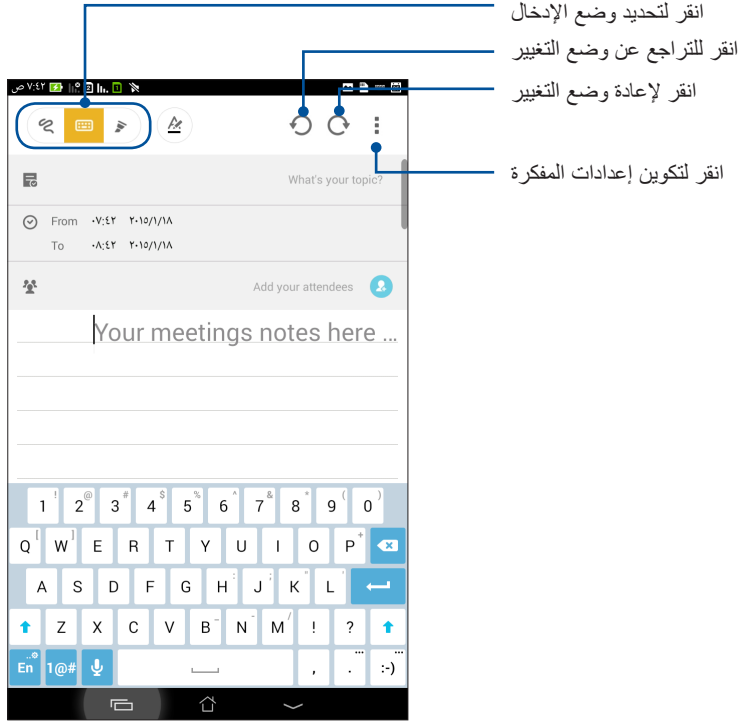 انقر لتحديد وضع الإدخال
انقر للتراجع عن وضع التغيير
انقر لإعادة وضع التغيير
انقر لتكوين إعدادات المفكرة
٧:٤٢ ص
What's your topic?
From ٠٧:٤٢ ٢٠١٥/١/١٨
To ٠٨:٤٢ ٢٠١٥/١/١٨
Add your attendees
Your meetings notes here ...
! @ # $ % ^ & * ( )
1 2 3 4 5 6 7 8 9 0
[ ] +
Q W E R T Y U I O P
: ; " '
A S D F G H J K L
_ - /
Z X C V B N M ! ?
En 1@# , . :-)